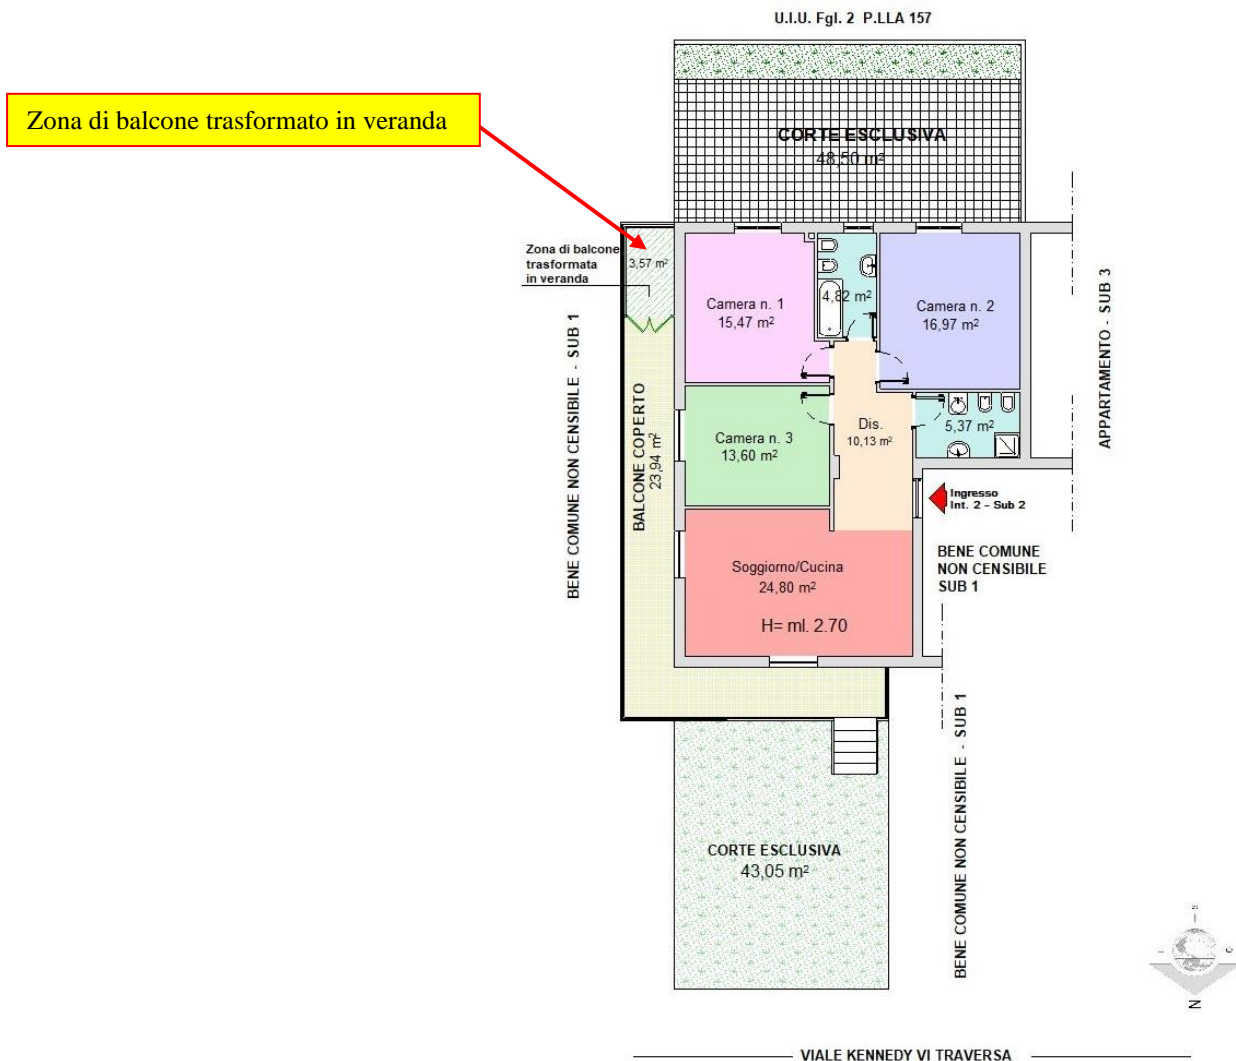 U.I.U. Fgl. 2 P.LLA 157
Zona di balcone trasformato in veranda
CORTE ESCLUSIVA
48,50 m²
Zona di balcone
trasformata
in veranda
3,57 m²
Camera n. 1
15,47 m²
4,82 m²
Camera n. 2
16,97 m²
APPARTAMENTO - SUB 3
BENE COMUNE NON CENSIBILE - SUB 1
BALCONE COPERTO
23,94 m²
Camera n. 3
13,60 m²
Dis.
10,13 m²
5,37 m²
Ingresso
Int. 2 - Sub 2
BENE COMUNE
NON CENSIBILE
SUB 1
Soggiorno/Cucina
24,80 m²
H= ml. 2.70
BENE COMUNE NON CENSIBILE - SUB 1
CORTE ESCLUSIVA
43,05 m²
S
N
VIALE KENNEDY VI TRAVERSA